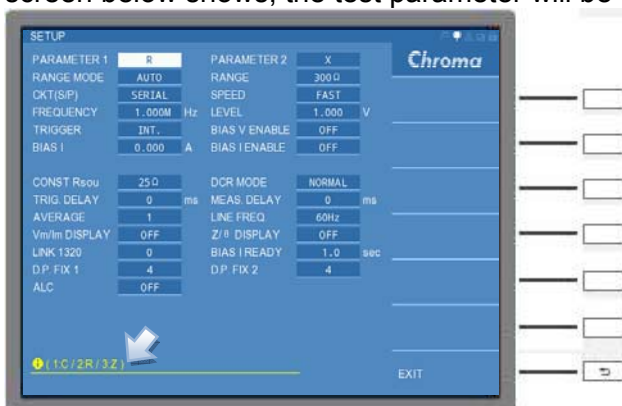 screen below shows, the test parameter will be
SETUP
Chroma
PARAMETER 1 R PARAMETER 2 X
RANGE MODE AUTO RANGE 300Ω
CKT(S/P) SERIAL SPEED FAST
FREQUENCY 1.000M Hz LEVEL 1.000 V
TRIGGER INT. BIAS V ENABLE OFF
BIAS I 0.000 A BIAS I ENABLE OFF
CONST Rsou 25Ω DCR MODE NORMAL
TRIG. DELAY 0 ms MEAS. DELAY 0 ms
AVERAGE 1 LINE FREQ. 60Hz
Vm/Im DISPLAY OFF Z/θ DISPLAY OFF
LINK 1320 0 BIAS I READY 1.0 sec
D.P. FIX 1 4 D.P. FIX 2 4
ALC OFF
(1:C/2R/3:Z)
EXIT